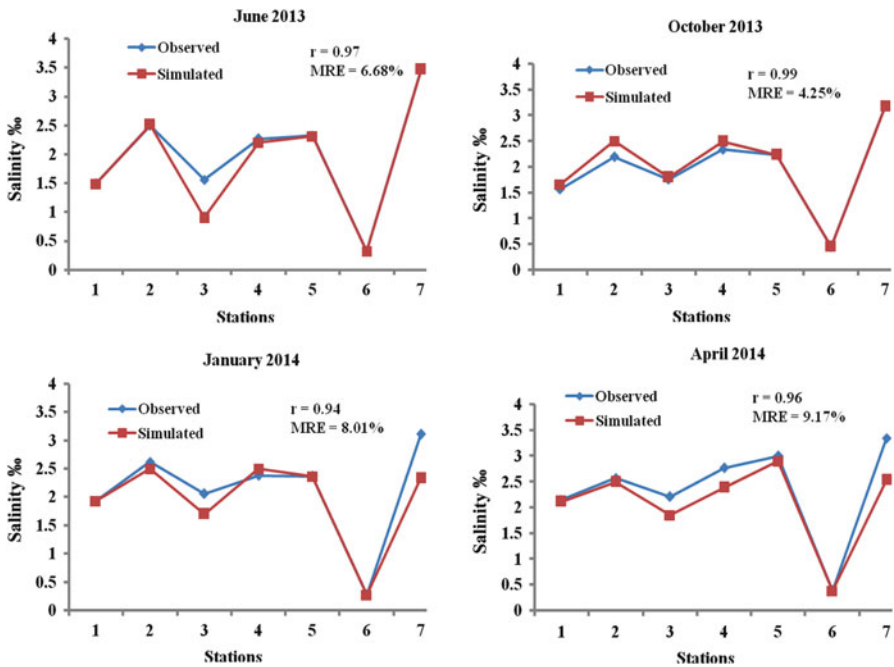 June 2013
Observed
Simulated
r = 0.97
MRE = 6.68%
Salinity ‰
4
3.5
3
2.5
2
1.5
1
0.5
0
1 2 3 4 5 6 7
Stations
October 2013
Observed
Simulated
r = 0.99
MRE = 4.25%
Salinity ‰
4
3.5
3
2.5
2
1.5
1
0.5
0
1 2 3 4 5 6 7
Stations
January 2014
Observed
Simulated
r = 0.94
MRE = 8.01%
Salinity ‰
4
3.5
3
2.5
2
1.5
1
0.5
0
1 2 3 4 5 6 7
Stations
April 2014
Observed
Simulated
r = 0.96
MRE = 9.17%
Salinity ‰
4
3.5
3
2.5
2
1.5
1
0.5
0
1 2 3 4 5 6 7
Stations